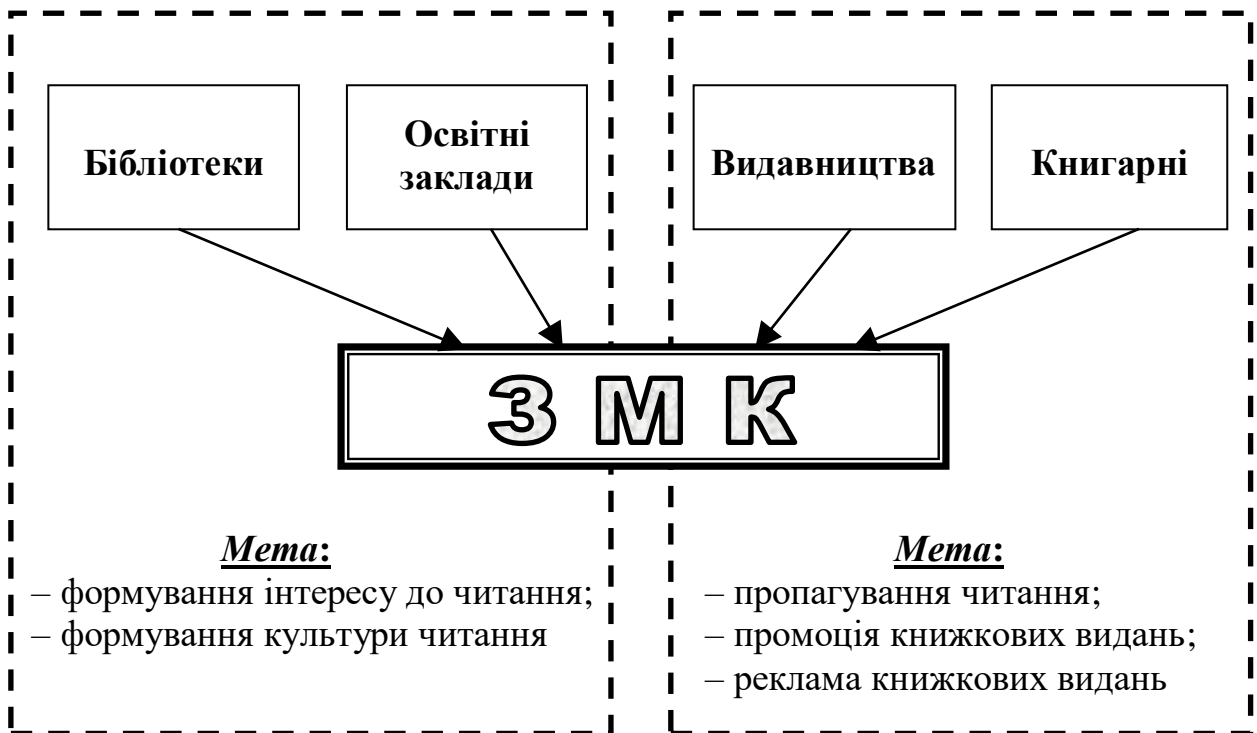 Бібліотеки
Освітні
заклади
Видавництва
Книгарні
З М К
Мета:
– формування інтересу до читання;
– формування культури читання
Мета:
– пропагування читання;
– промоція книжкових видань;
– реклама книжкових видань